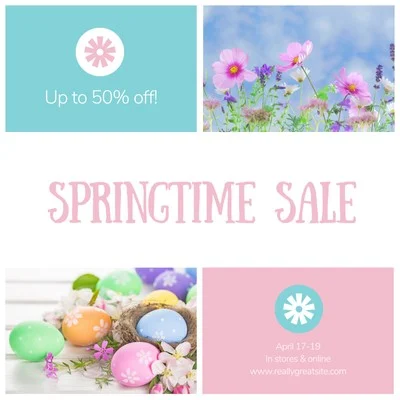 Up to 50% off!
SPRINGTIME SALE
April 17-19
In stores & online
www.reallygreatsite.com